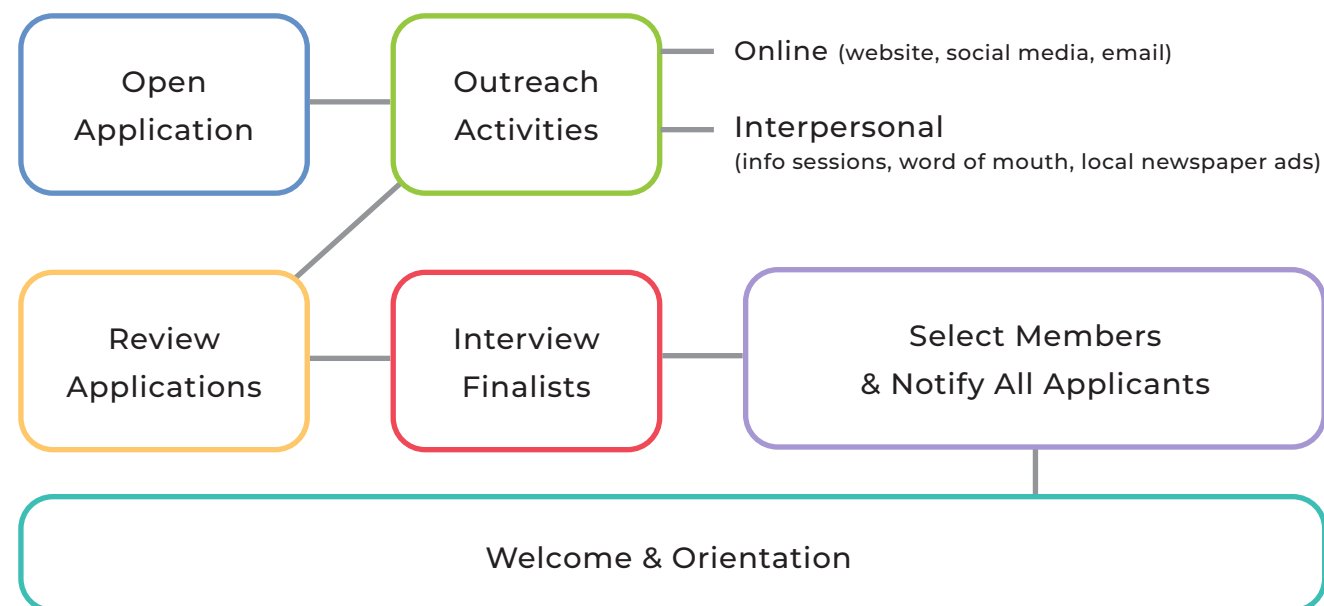 Open
Application
Outreach
Activities
Online (website, social media, email)
Interpersonal
(info sessions, word of mouth, local newspaper ads)
Review
Applications
Interview
Finalists
Select Members
& Notify All Applicants
Welcome & Orientation